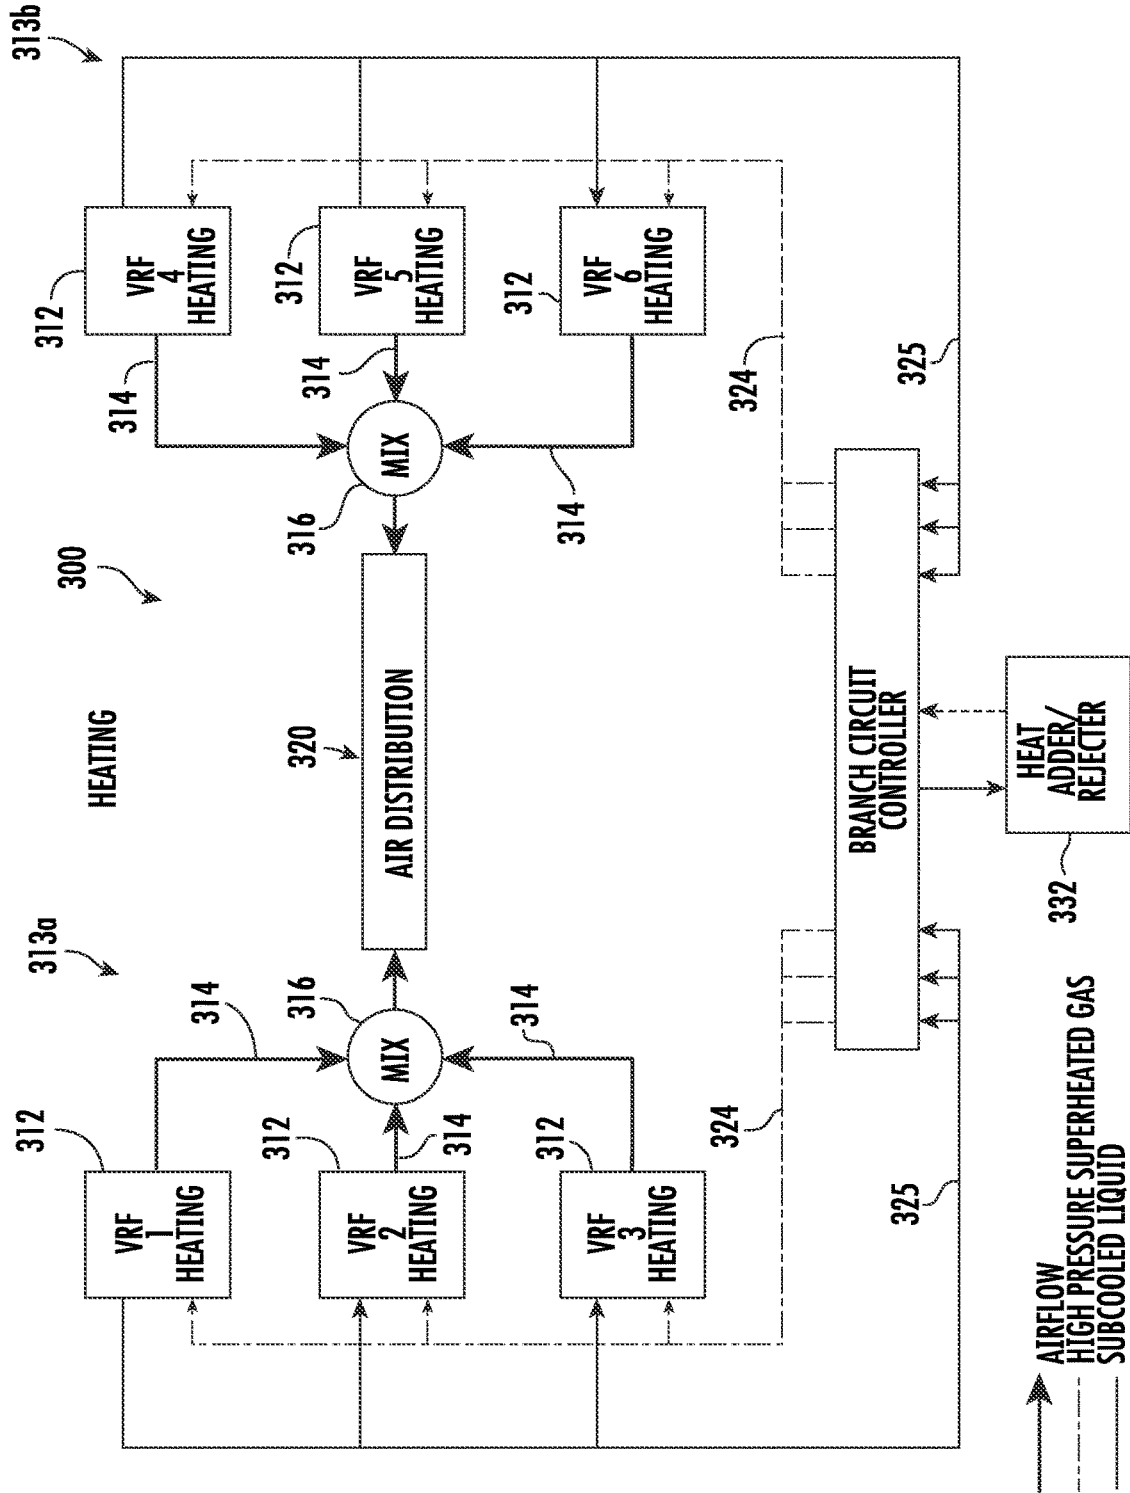 HEATING
300
313a
313b
312
VRF
1
HEATING
314
312
VRF
2
HEATING
314
312
VRF
3
HEATING
314
316
MIX
320
AIR DISTRIBUTION
316
MIX
312
VRF
4
HEATING
314
312
VRF
5
HEATING
314
312
VRF
6
HEATING
314
324
325
324
325
BRANCH CIRCUIT
CONTROLLER
HEAT
ADDER/
REJECTER
332
AIRFLOW
HIGH PRESSURE SUPERHEATED GAS
SUBCOOLED LIQUID